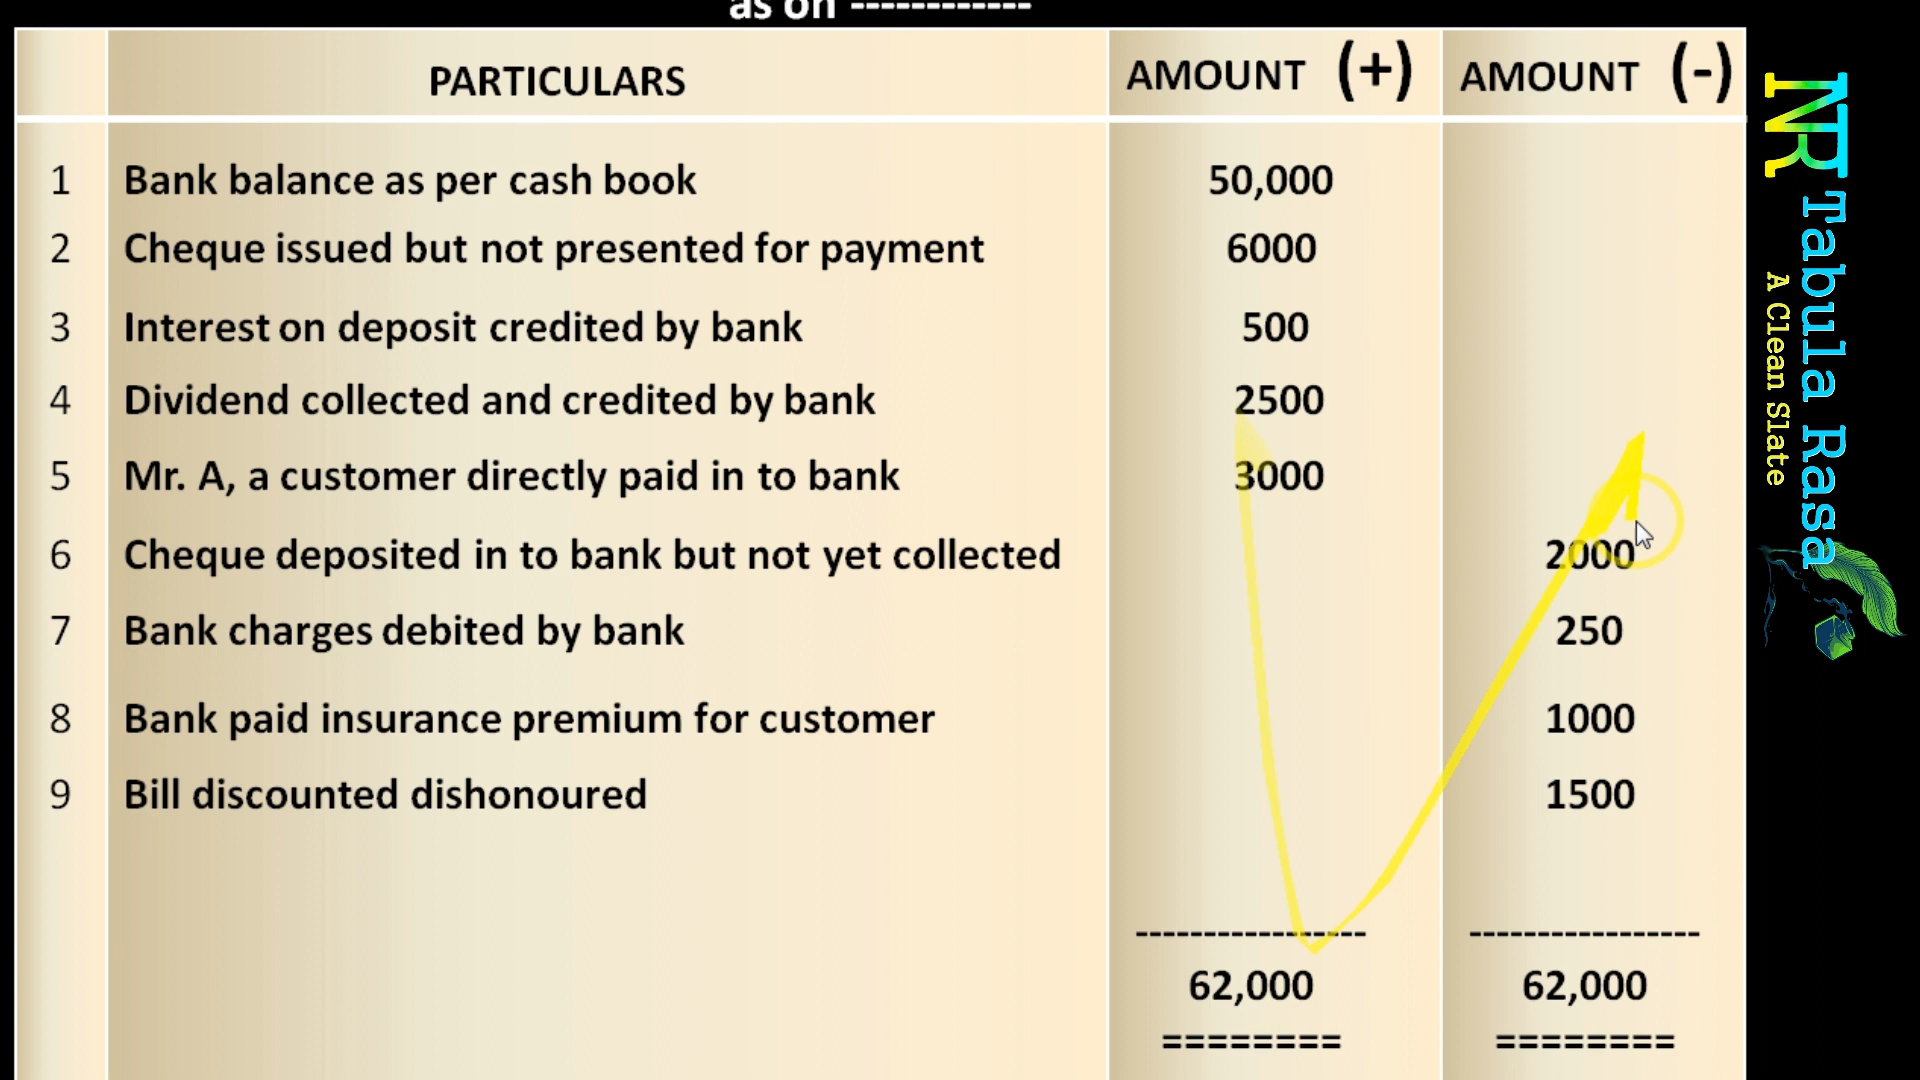 as on ------------
PARTICULARS AMOUNT (+) AMOUNT (-)
1 Bank balance as per cash book 50,000
2 Cheque issued but not presented for payment 6000
3 Interest on deposit credited by bank 500
4 Dividend collected and credited by bank 2500
5 Mr. A, a customer directly paid in to bank 3000
6 Cheque deposited in to bank but not yet collected 2000
7 Bank charges debited by bank 250
8 Bank paid insurance premium for customer 1000
9 Bill discounted dishonoured 1500
----------------- -----------------
62,000 62,000
======== ========
NR
Tabula Rasa
A Clean Slate